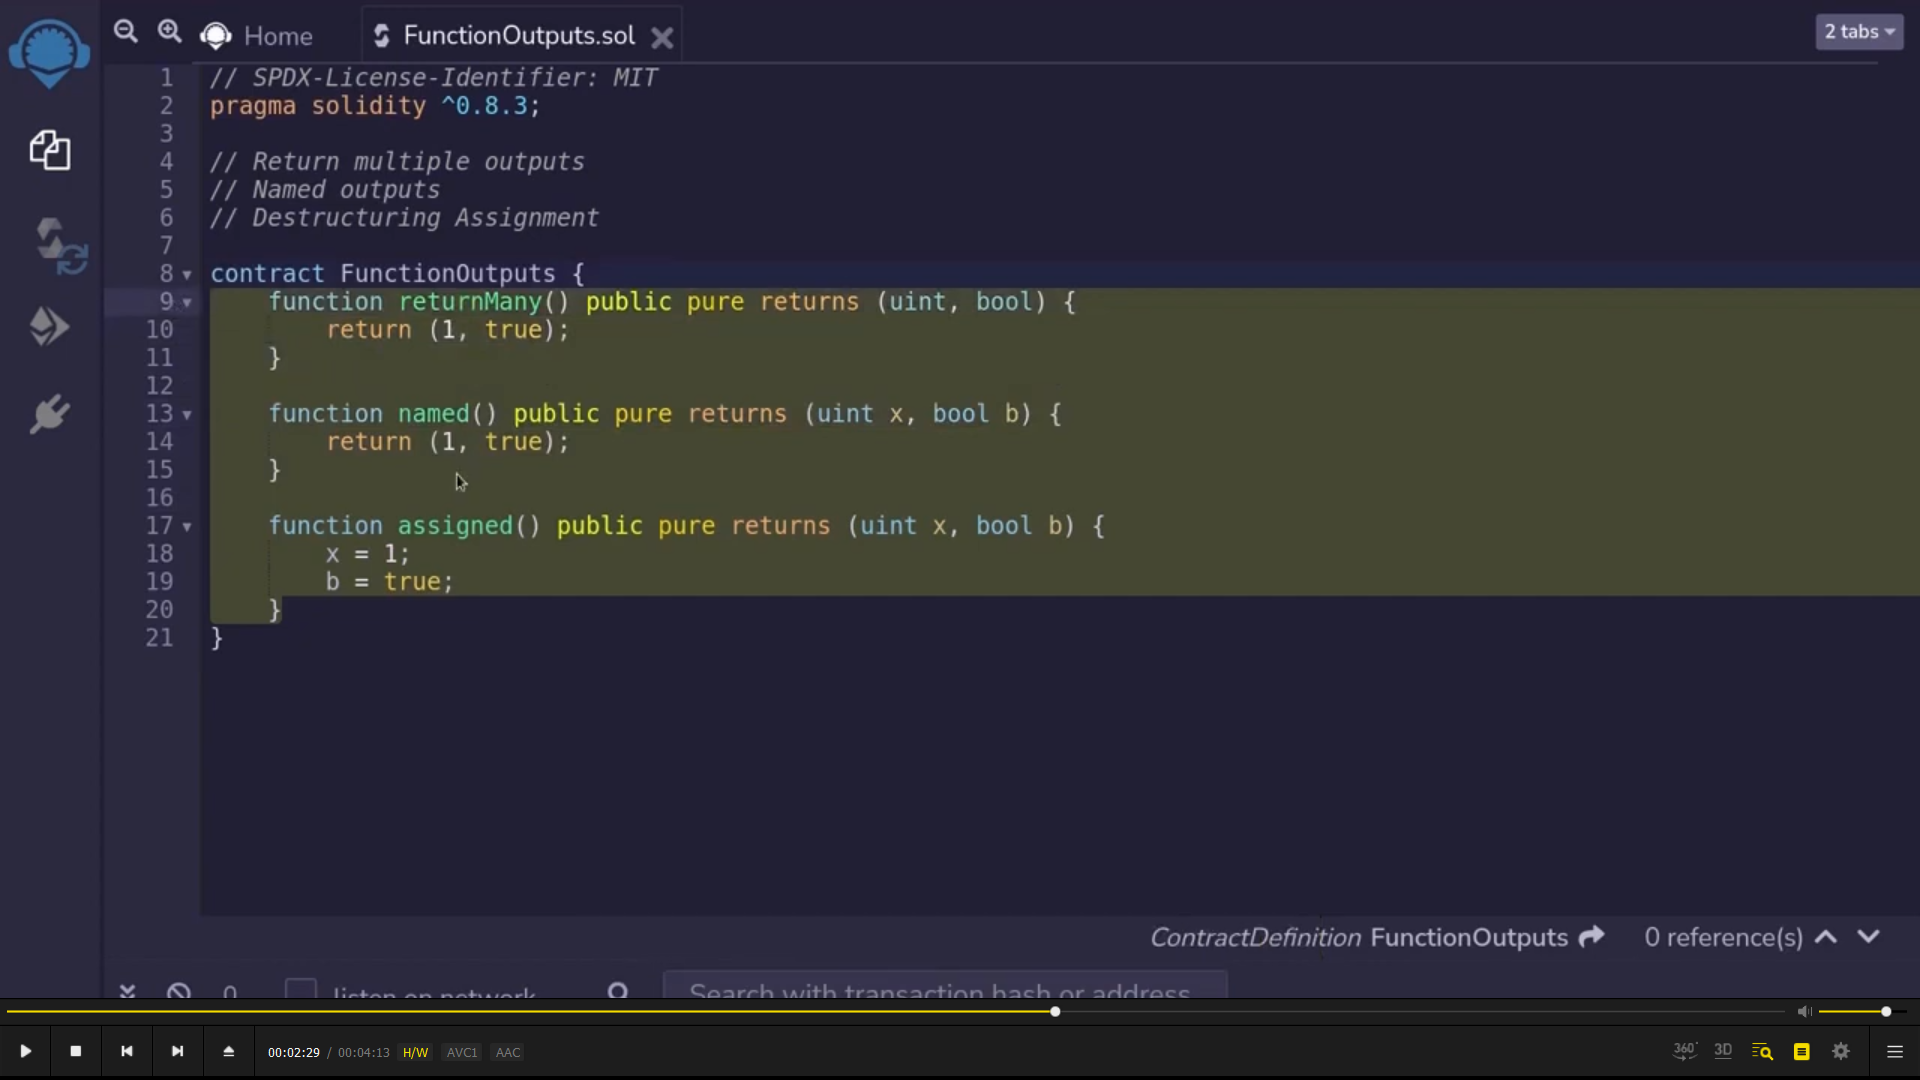 Home
FunctionOutputs.sol
2 tabs
1 // SPDX-License-Identifier: MIT
2 pragma solidity ^0.8.3;
3
4 // Return multiple outputs
5 // Named outputs
6 // Destructuring Assignment
7
8 contract FunctionOutputs {
9     function returnMany() public pure returns (uint, bool) {
10         return (1, true);
11     }
12
13     function named() public pure returns (uint x, bool b) {
14         return (1, true);
15     }
16
17     function assigned() public pure returns (uint x, bool b) {
18         x = 1;
19         b = true;
20     }
21 }
ContractDefinition FunctionOutputs 0 reference(s)
0 listen on network Search with transaction hash or address
00:02:29 / 00:04:13 H/W AVC1 AAC 360° 3D